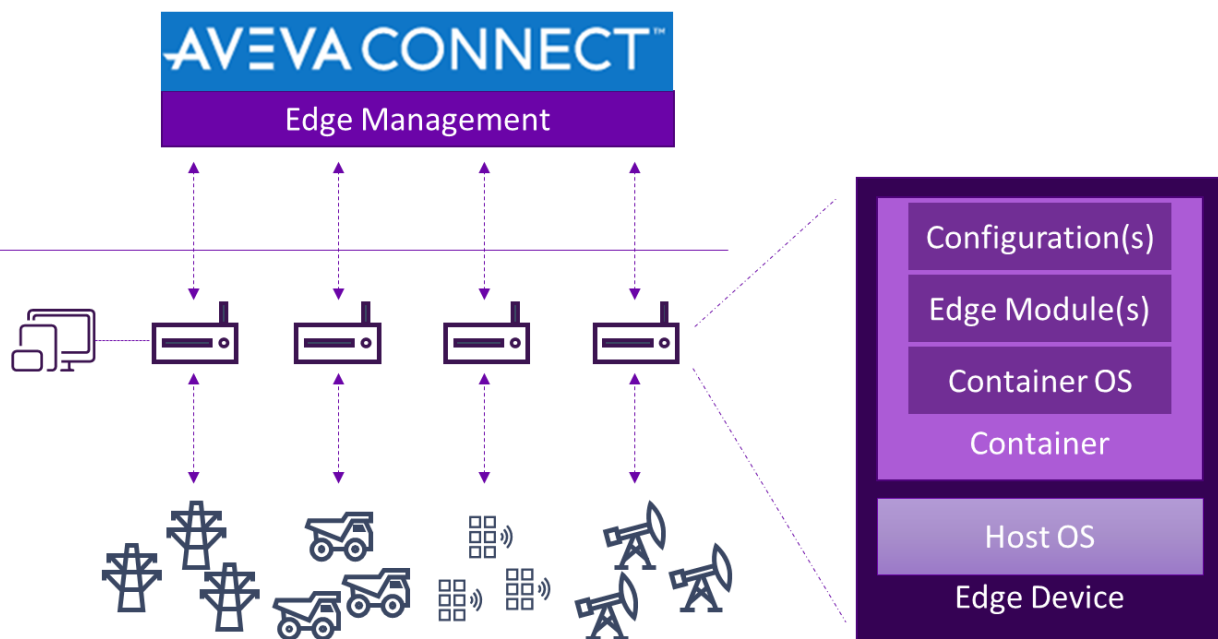 AVEVA CONNECT™
Edge Management
Configuration(s)
Edge Module(s)
Container OS
Container
Host OS
Edge Device